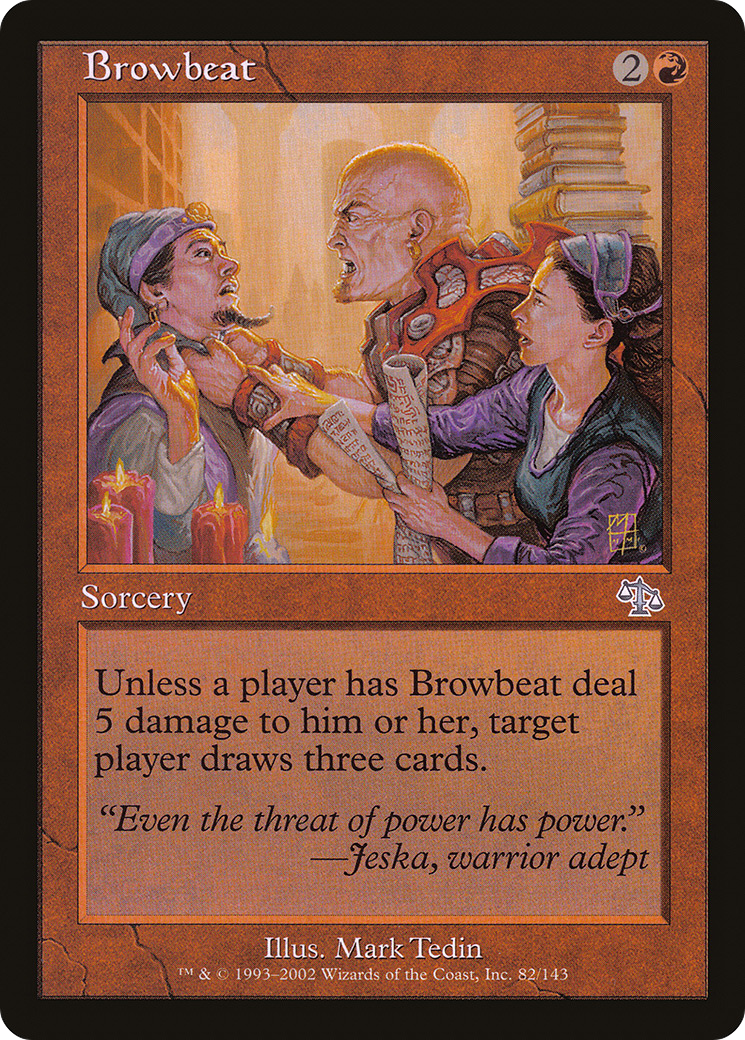 Browbeat 2
Sorcery
Unless a player has Browbeat deal
5 damage to him or her, target
player draws three cards.
“Even the threat of power has power.”
—Jeska, warrior adept
Illus. Mark Tedin
™ & © 1993–2002 Wizards of the Coast, Inc. 82/143